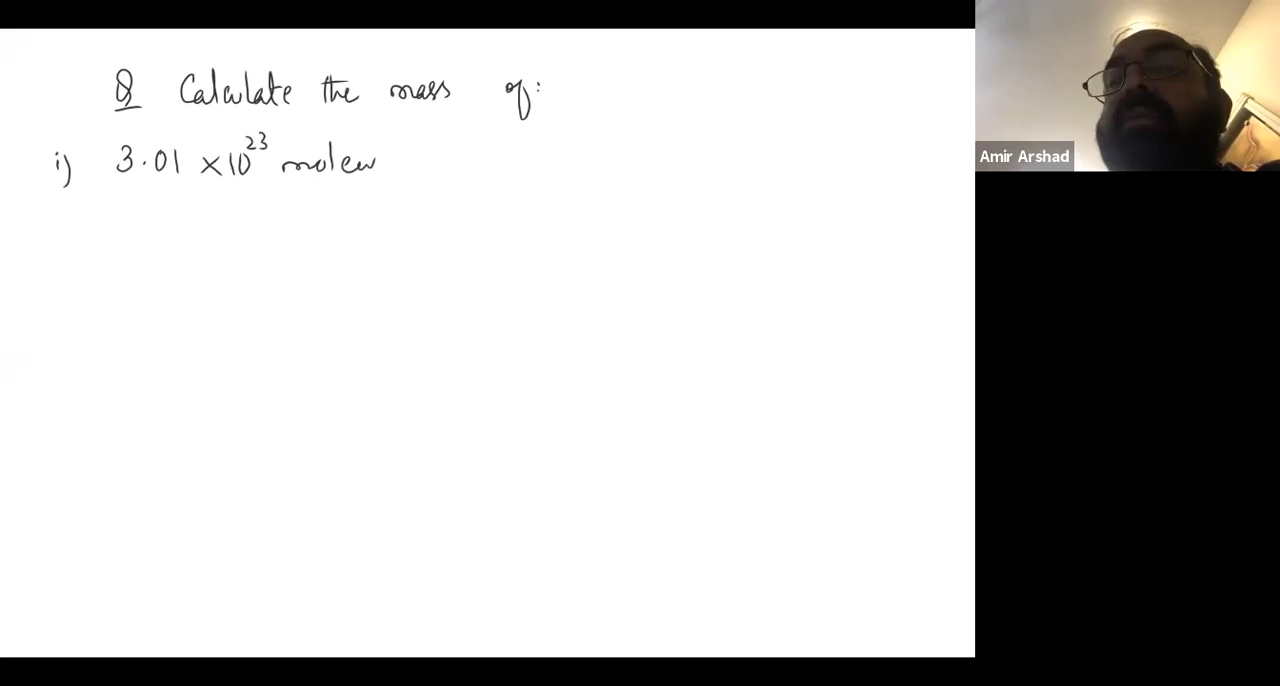 Q Calculate the mass of:
i) 3.01 ×10²³ molecu
Amir Arshad